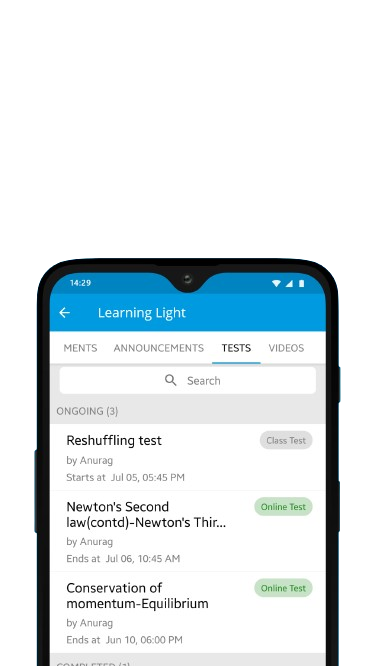 14:29
Learning Light
MENTS ANNOUNCEMENTS TESTS VIDEOS
Search
ONGOING (3)
Reshuffling test
Class Test
by Anurag
Starts at Jul 05, 05:45 PM
Newton's Second
law(contd)-Newton's Thir...
Online Test
by Anurag
Ends at Jul 06, 10:45 AM
Conservation of
momentum-Equilibrium
Online Test
by Anurag
Ends at Jun 10, 06:00 PM
COMPLETED (1)